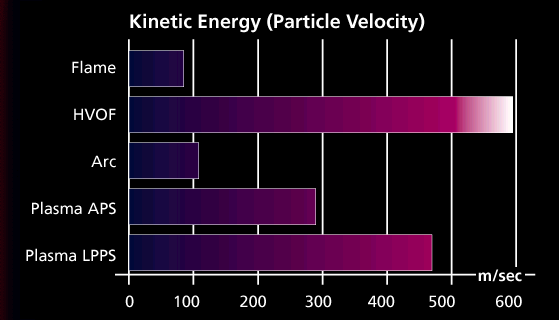 Kinetic Energy (Particle Velocity)
Flame
HVOF
Arc
Plasma APS
Plasma LPPS
m/sec
0 100 200 300 400 500 600